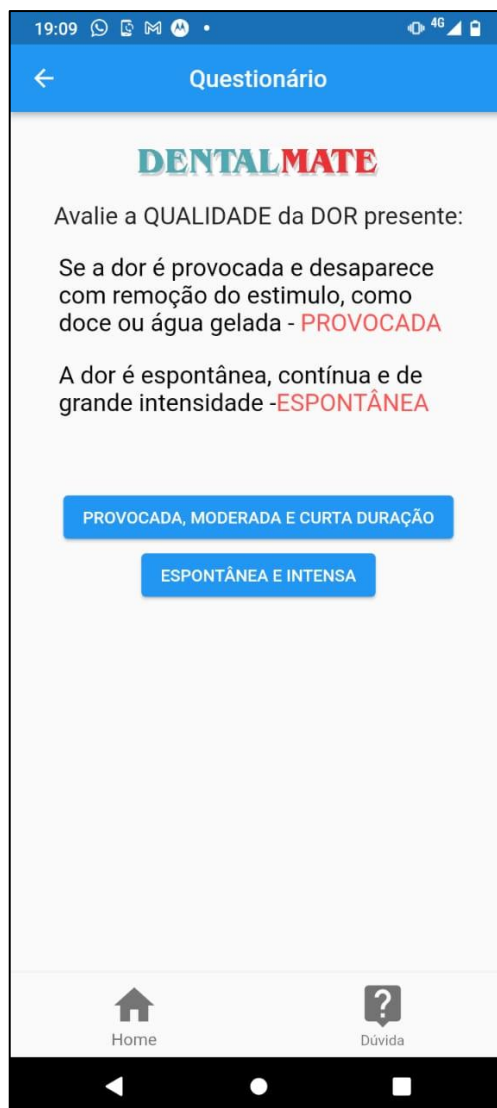 19:09
4G
Questionário
DENTALMATE
Avalie a QUALIDADE da DOR presente:
Se a dor é provocada e desaparece
com remoção do estimulo, como
doce ou água gelada - PROVOCADA
A dor é espontânea, contínua e de
grande intensidade -ESPONTÂNEA
PROVOCADA, MODERADA E CURTA DURAÇÃO
ESPONTÂNEA E INTENSA
Home
Dúvida